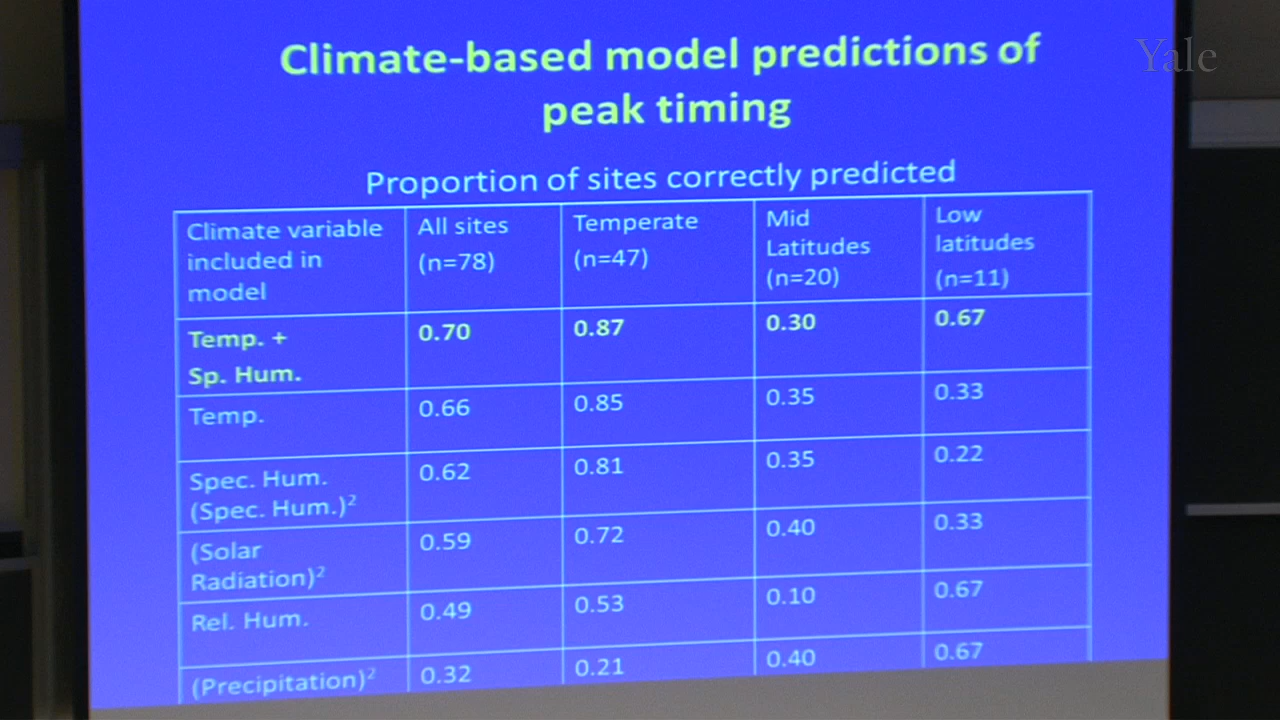 Climate-based model predictions of
peak timing
Yale
Proportion of sites correctly predicted
Climate variable included in model | All sites (n=78) | Temperate (n=47) | Mid Latitudes (n=20) | Low latitudes (n=11)
Temp. + Sp. Hum. | 0.70 | 0.87 | 0.30 | 0.67
Temp. | 0.66 | 0.85 | 0.35 | 0.33
Spec. Hum. (Spec. Hum.)² | 0.62 | 0.81 | 0.35 | 0.22
(Solar Radiation)² | 0.59 | 0.72 | 0.40 | 0.33
Rel. Hum. | 0.49 | 0.53 | 0.10 | 0.67
(Precipitation)² | 0.32 | 0.21 | 0.40 | 0.67